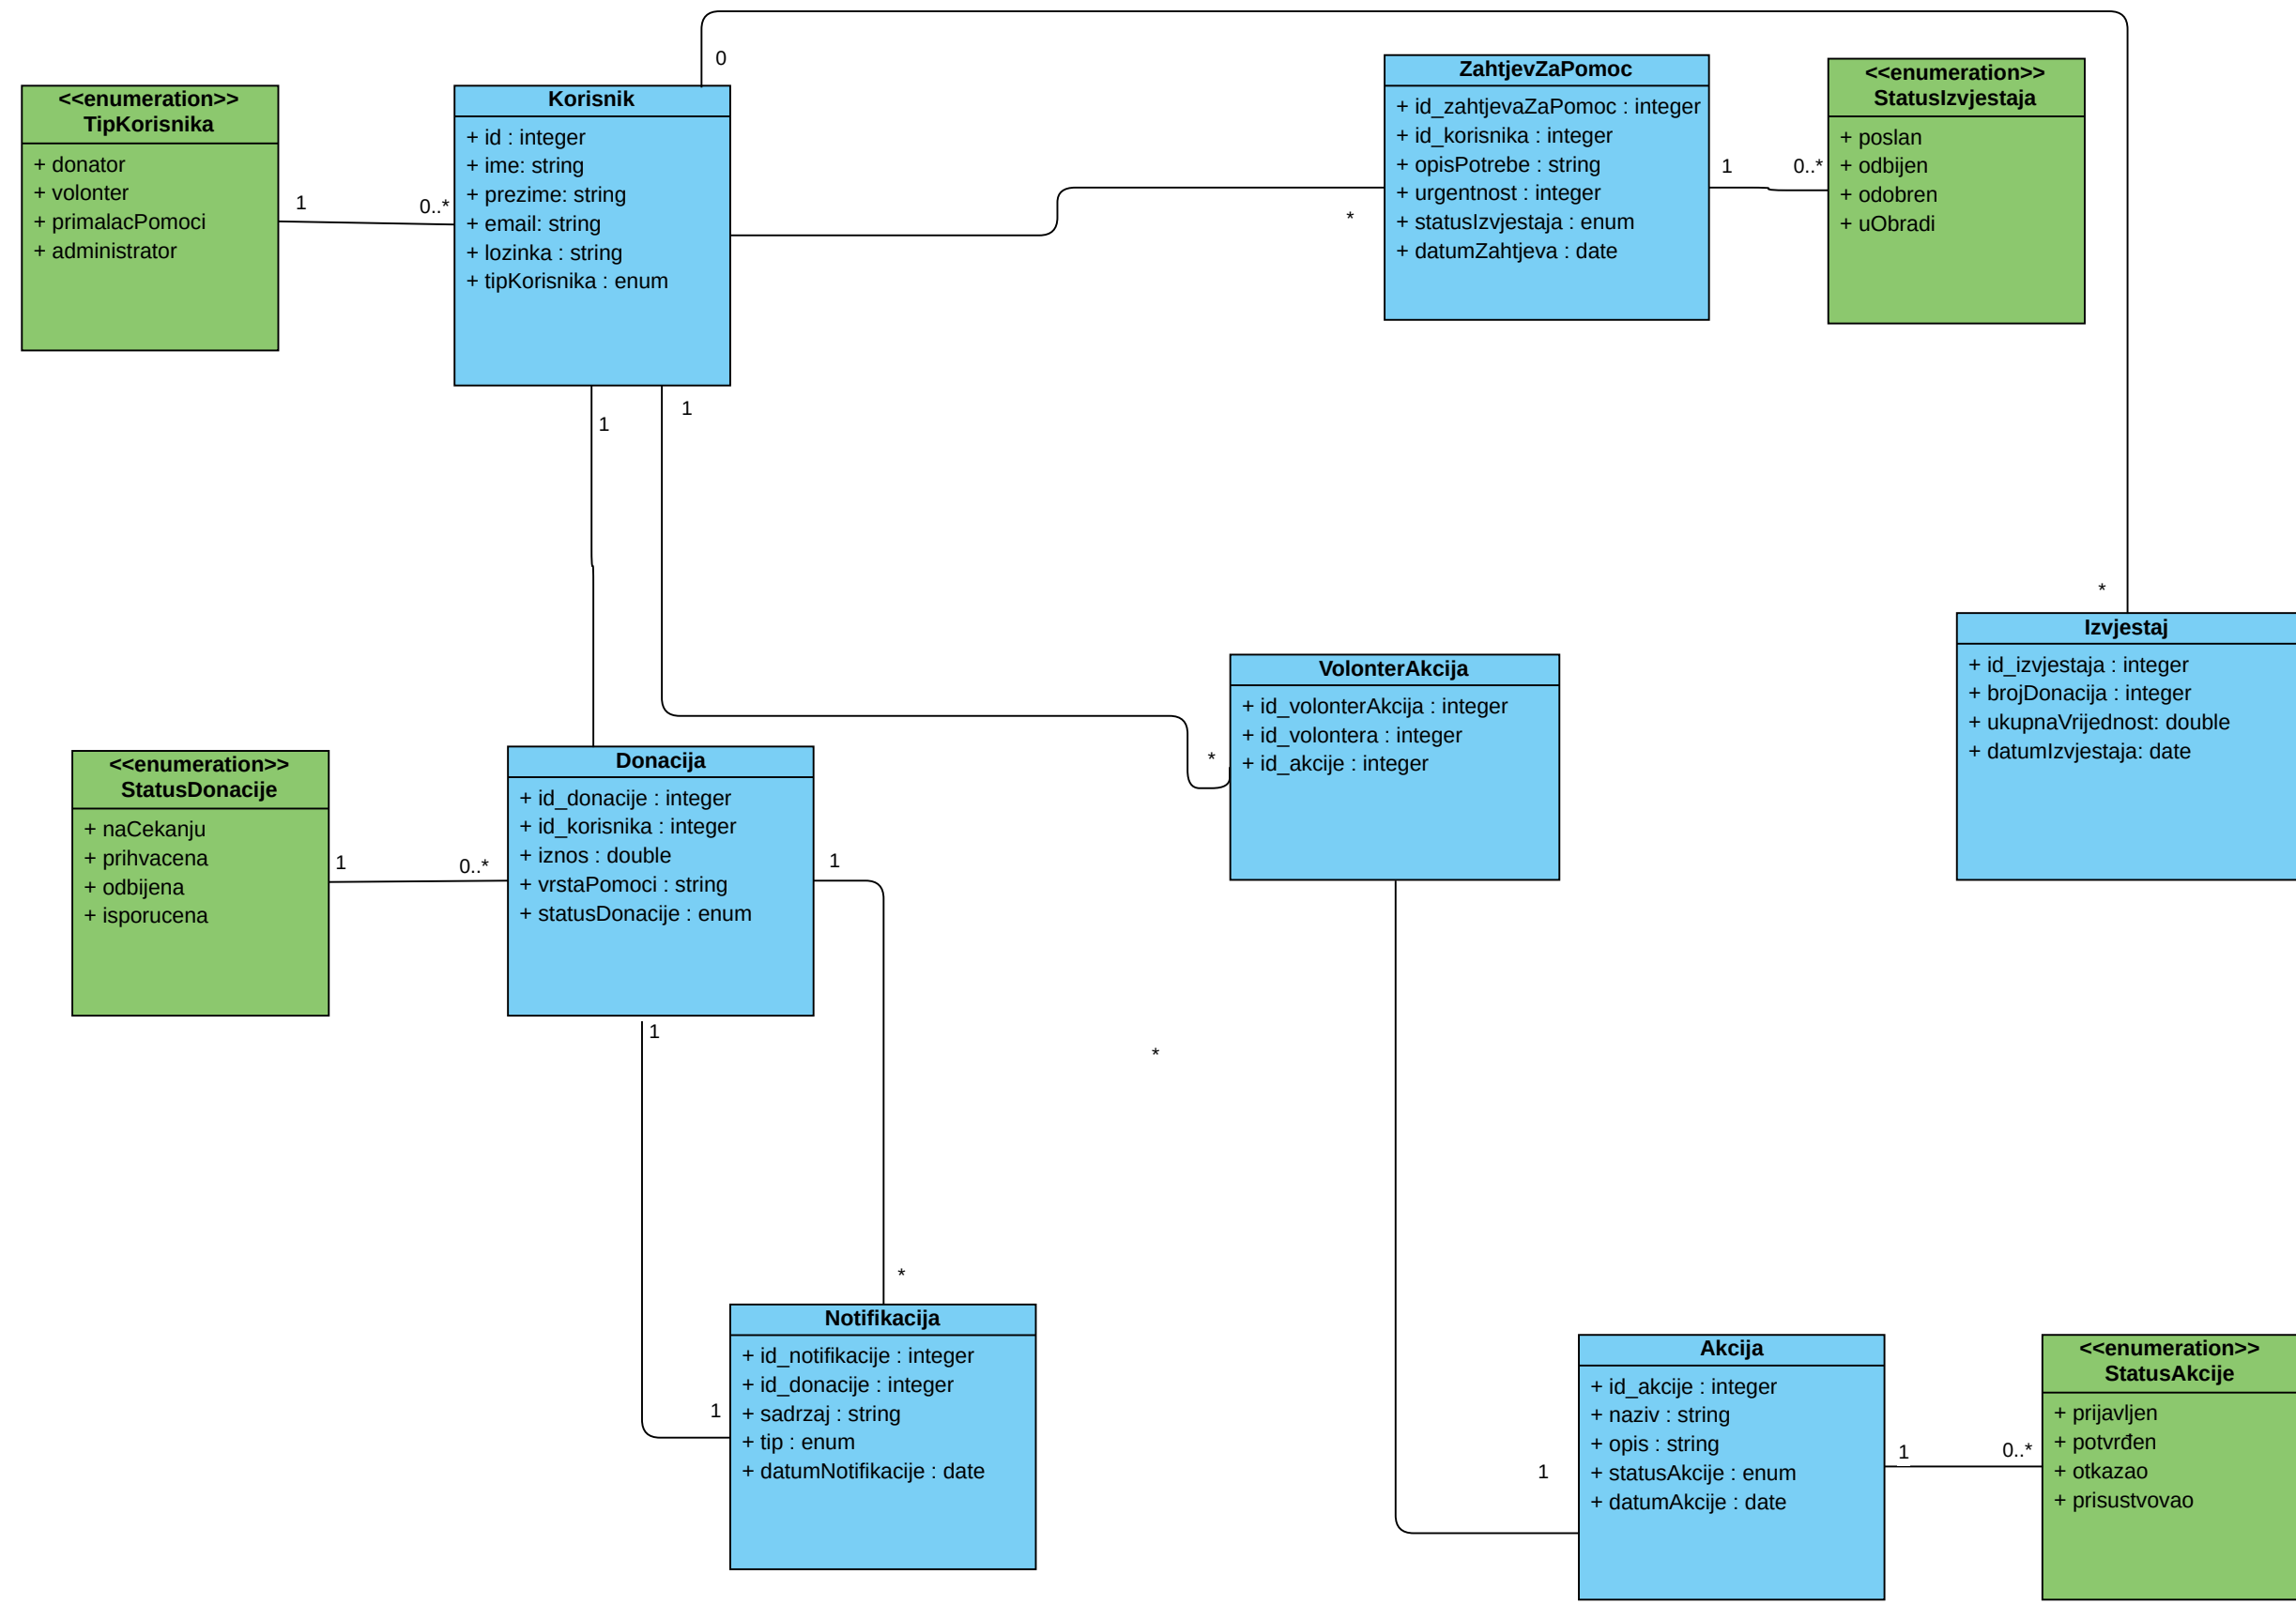 0
<<enumeration>>
TipKorisnika
+ donator
+ volonter
+ primalacPomoci
+ administrator
1
0..*
Korisnik
+ id : integer
+ ime: string
+ prezime: string
+ email: string
+ lozinka : string
+ tipKorisnika : enum
*
ZahtjevZaPomoc
+ id_zahtjevaZaPomoc : integer
+ id_korisnika : integer
+ opisPotrebe : string
+ urgentnost : integer
+ statusIzvjestaja : enum
+ datumZahtjeva : date
1
0..*
<<enumeration>>
StatusIzvjestaja
+ poslan
+ odbijen
+ odobren
+ uObradi
1
1
*
Izvjestaj
+ id_izvjestaja : integer
+ brojDonacija : integer
+ ukupnaVrijednost: double
+ datumIzvjestaja: date
*
VolonterAkcija
+ id_volonterAkcija : integer
+ id_volontera : integer
+ id_akcije : integer
<<enumeration>>
StatusDonacije
+ naCekanju
+ prihvacena
+ odbijena
+ isporucena
1
0..*
Donacija
+ id_donacije : integer
+ id_korisnika : integer
+ iznos : double
+ vrstaPomoci : string
+ statusDonacije : enum
1
1
*
*
1
Notifikacija
+ id_notifikacije : integer
+ id_donacije : integer
+ sadrzaj : string
+ tip : enum
+ datumNotifikacije : date
1
Akcija
+ id_akcije : integer
+ naziv : string
+ opis : string
+ statusAkcije : enum
+ datumAkcije : date
1
0..*
<<enumeration>>
StatusAkcije
+ prijavljen
+ potvrđen
+ otkazao
+ prisustvovao